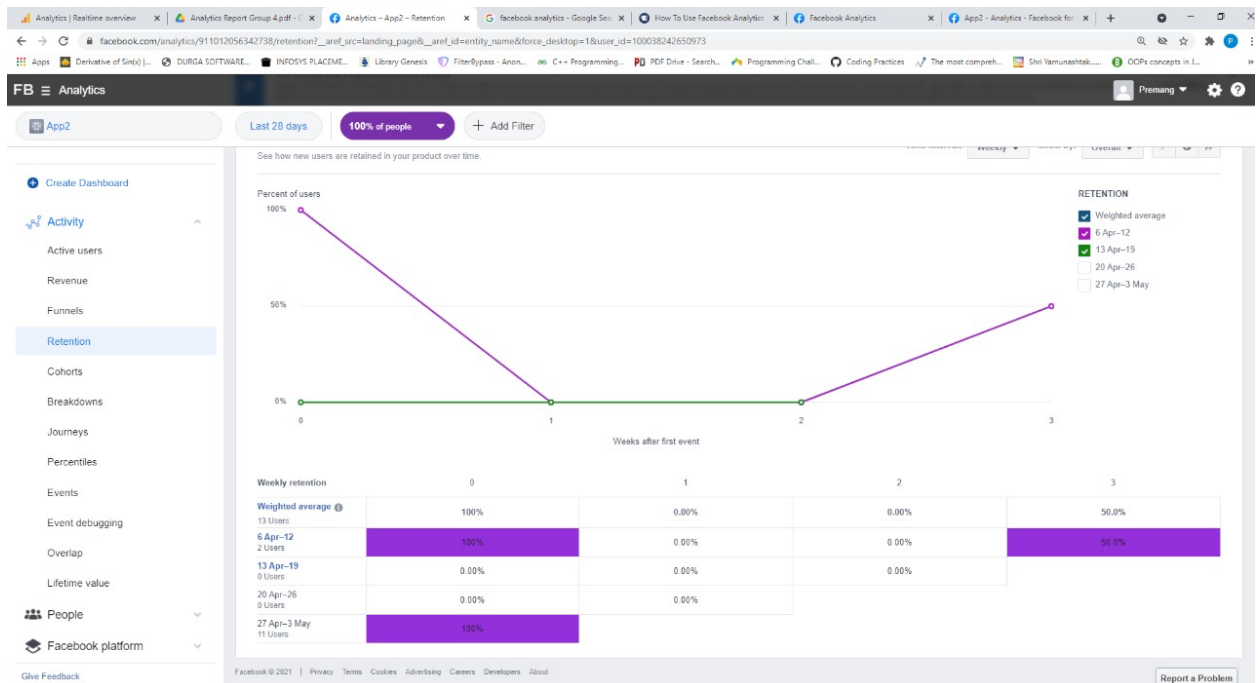 Analytics | Realtime overview
Analytics Report Group 4.pdf - G
Analytics – App2 – Retention
facebook analytics - Google Sear
How To Use Facebook Analytics
Facebook Analytics
App2 - Analytics - Facebook for
facebook.com/analytics/911012056342738/retention?__aref_src=landing_page&__aref_id=entity_name&force_desktop=1&user_id=100038242650973
Apps Derivative of Sin(x) |... DURGA SOFTWARE... INFOSYS PLACEME... Library Genesis FilterBypass - Anon... C++ Programming... PDF Drive - Search... Programming Chall... Coding Practices The most compreh... Shri Yamunashtak...... OOPs concepts in J...
FB Analytics
Premang
App2
Last 28 days
100% of people
+ Add Filter
Create Dashboard
Activity
Active users
Revenue
Funnels
Retention
Cohorts
Breakdowns
Journeys
Percentiles
Events
Event debugging
Overlap
Lifetime value
People
Facebook platform
Give Feedback
See how new users are retained in your product over time.
Weekly
Overall
Percent of users
100%
50%
0%
0 1 2 3
Weeks after first event
RETENTION
Weighted average
6 Apr–12
13 Apr–19
20 Apr–26
27 Apr–3 May
Weekly retention 0 1 2 3
Weighted average 100% 0.00% 0.00% 50.0%
13 Users
6 Apr–12 100% 0.00% 0.00% 50.0%
2 Users
13 Apr–19 0.00% 0.00% 0.00%
0 Users
20 Apr–26 0.00% 0.00%
0 Users
27 Apr–3 May 100%
11 Users
Facebook © 2021 | Privacy Terms Cookies Advertising Careers Developers About
Report a Problem